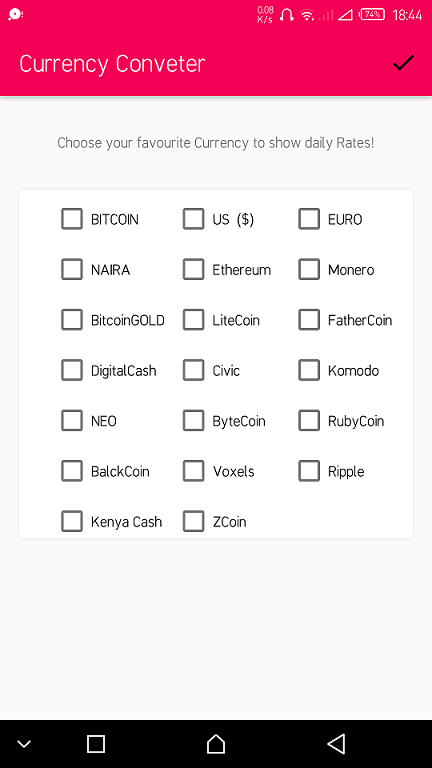 0.08 K/s 74% 18:44
Currency Conveter
Choose your favourite Currency to show daily Rates!
BITCOIN US ($) EURO
NAIRA Ethereum Monero
BitcoinGOLD LiteCoin FatherCoin
DigitalCash Civic Komodo
NEO ByteCoin RubyCoin
BalckCoin Voxels Ripple
Kenya Cash ZCoin